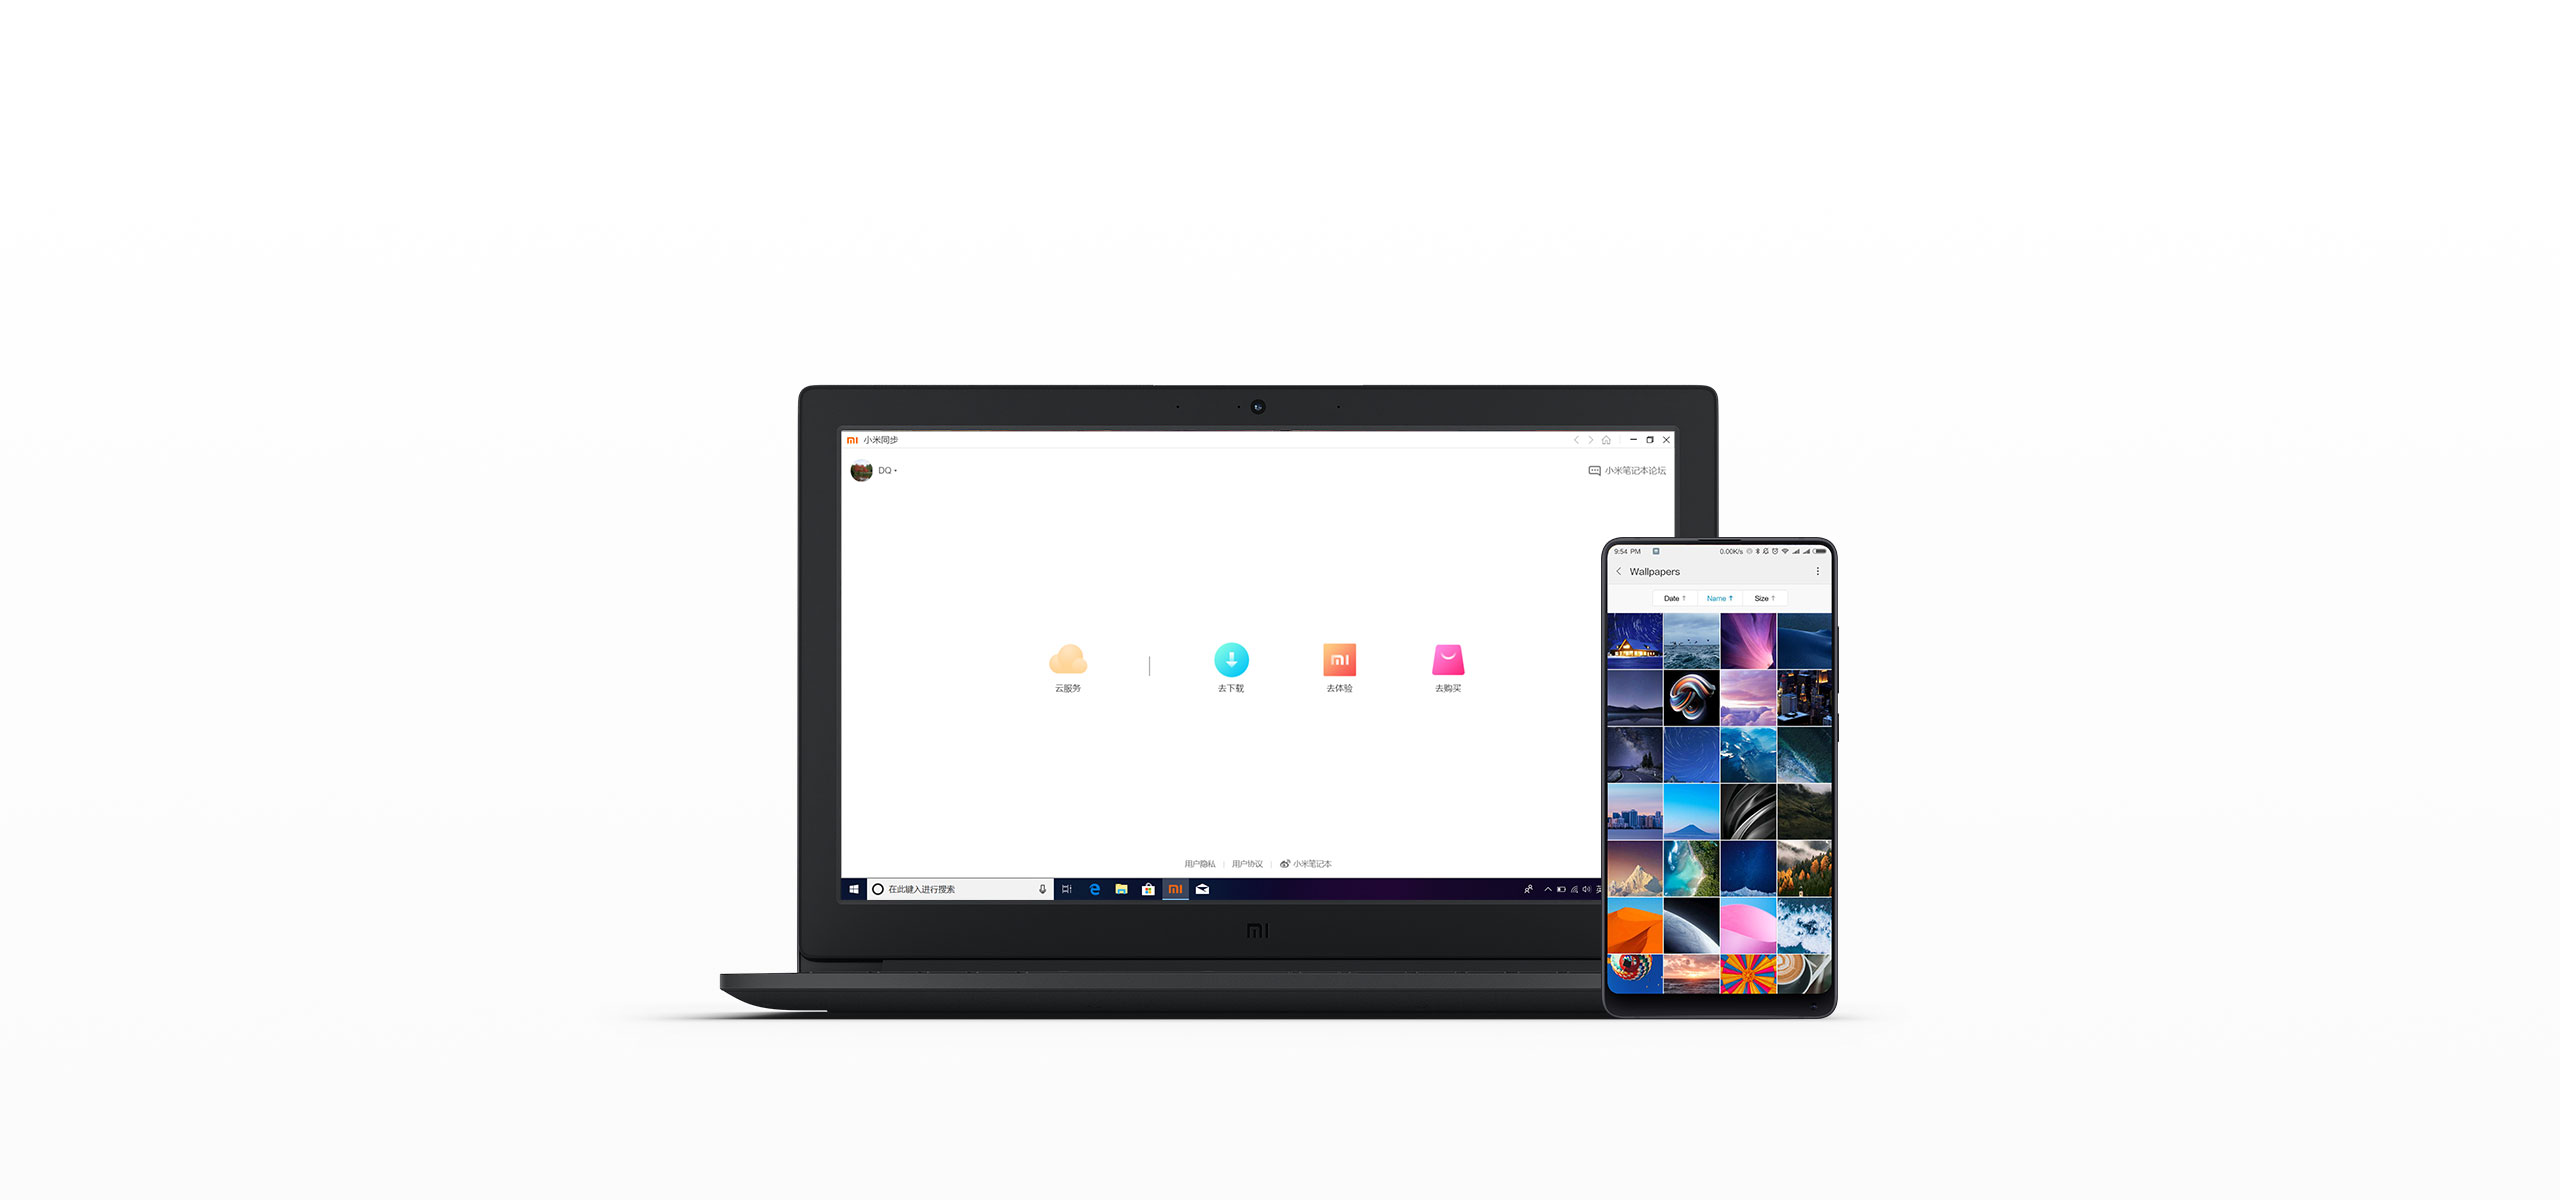 mi 小米同步
DQ
小米笔记本论坛
云服务
去下载
mi
去体验
去购买
用户隐私 | 用户协议 | 小米笔记本
在此键入进行搜索
mi
mi
9:54 PM
0.00K/s
Wallpapers
Date ↑
Name ↑
Size ↑